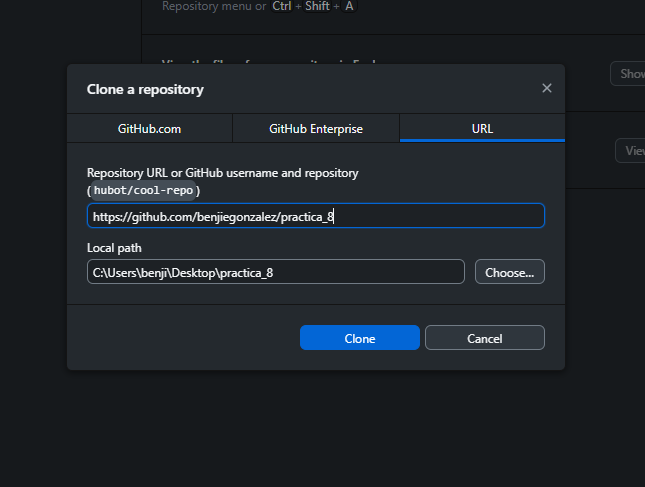 Repository menu or Ctrl + Shift + A
Show
Clone a repository
GitHub.com
GitHub Enterprise
URL
View
Repository URL or GitHub username and repository
(hubot/cool-repo)
https://github.com/benjiegonzalez/practica_8
Local path
C:\Users\benji\Desktop\practica_8
Choose...
Clone
Cancel